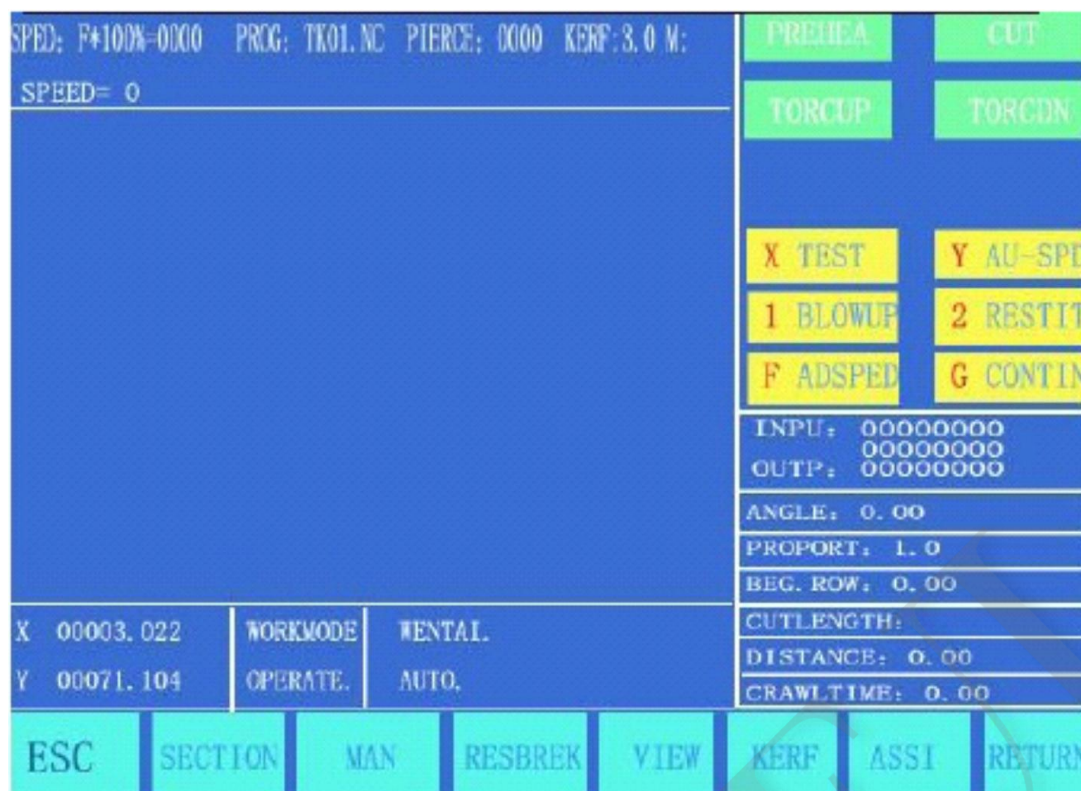 SPED: F*100%=0000 PROG: TK01.NC PIERCE: 0000 KERF:3.0 M:
SPEED= 0
PREHEA CUT
TORCUP TORCDN
X TEST Y AU-SPD
1 BLOWUP 2 RESTIT
F ADSPED G CONTIN
INPU: 00000000
00000000
OUTP: 00000000
ANGLE: 0.00
PROPORT: 1.0
BEG.ROW: 0.00
CUTLENGTH:
DISTANCE: 0.00
CRAWLTIME: 0.00
X 00003.022 WORKMODE WENTAI.
Y 00071.104 OPERATE. AUTO.
ESC SECTION MAN RESBREK VIEW KERF ASSI RETURN